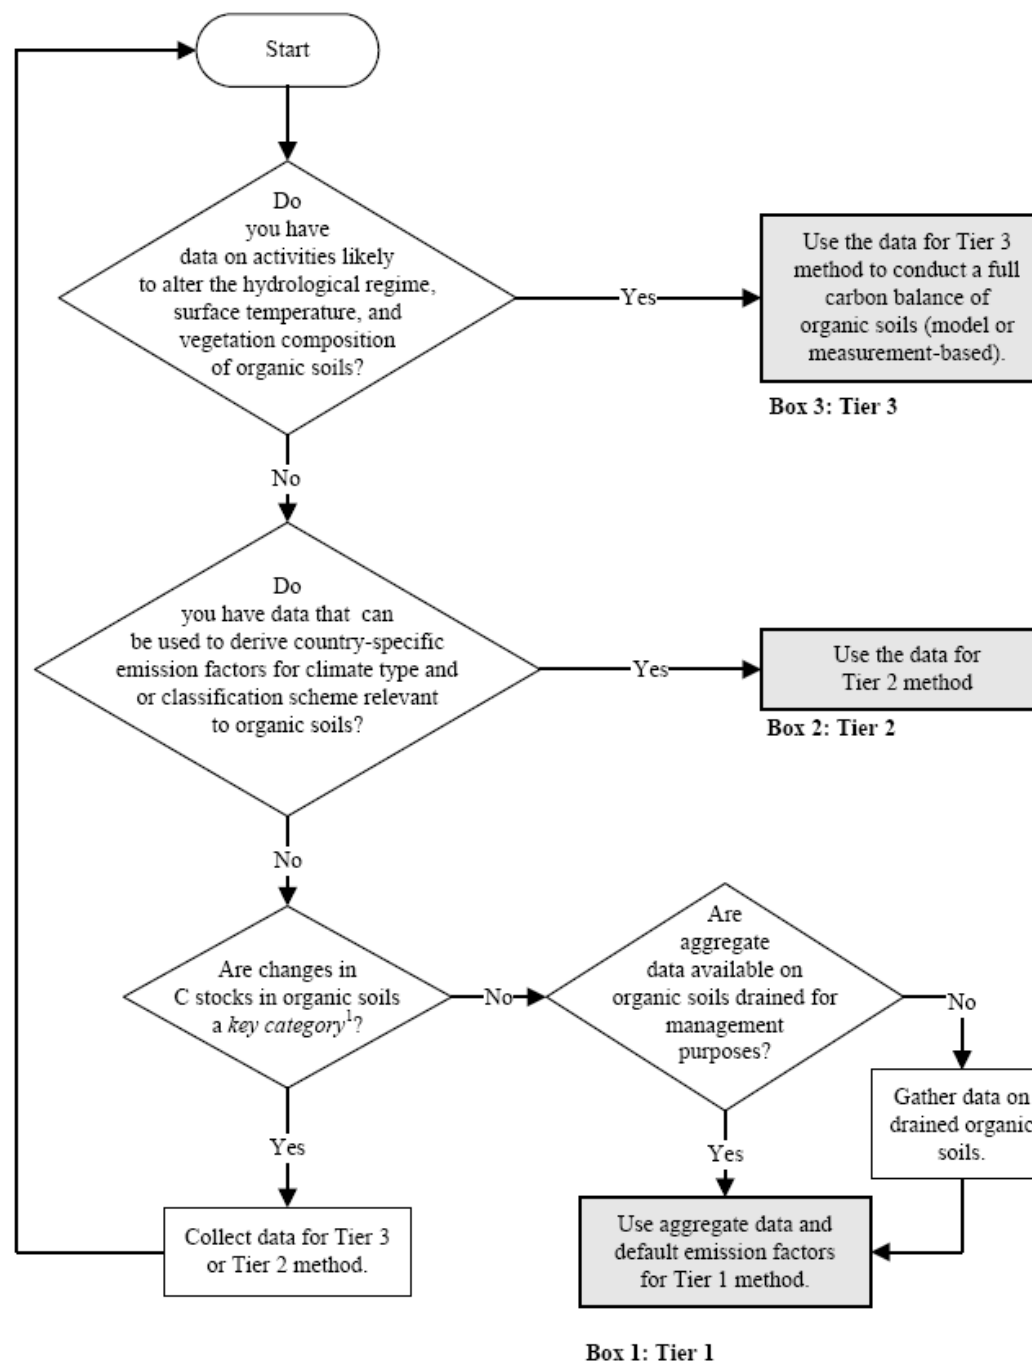 Start
Do
you have
data on activities likely
to alter the hydrological regime,
surface temperature, and
vegetation composition
of organic soils?
Yes
Use the data for Tier 3
method to conduct a full
carbon balance of
organic soils (model or
measurement-based).
Box 3: Tier 3
No
Do
you have data that can
be used to derive country-specific
emission factors for climate type and
or classification scheme relevant
to organic soils?
Yes
Use the data for
Tier 2 method
Box 2: Tier 2
No
Are changes in
C stocks in organic soils
a key category¹?
No
Are
aggregate
data available on
organic soils drained for
management
purposes?
No
Gather data on
drained organic
soils.
Yes
Collect data for Tier 3
or Tier 2 method.
Yes
Use aggregate data and
default emission factors
for Tier 1 method.
Box 1: Tier 1